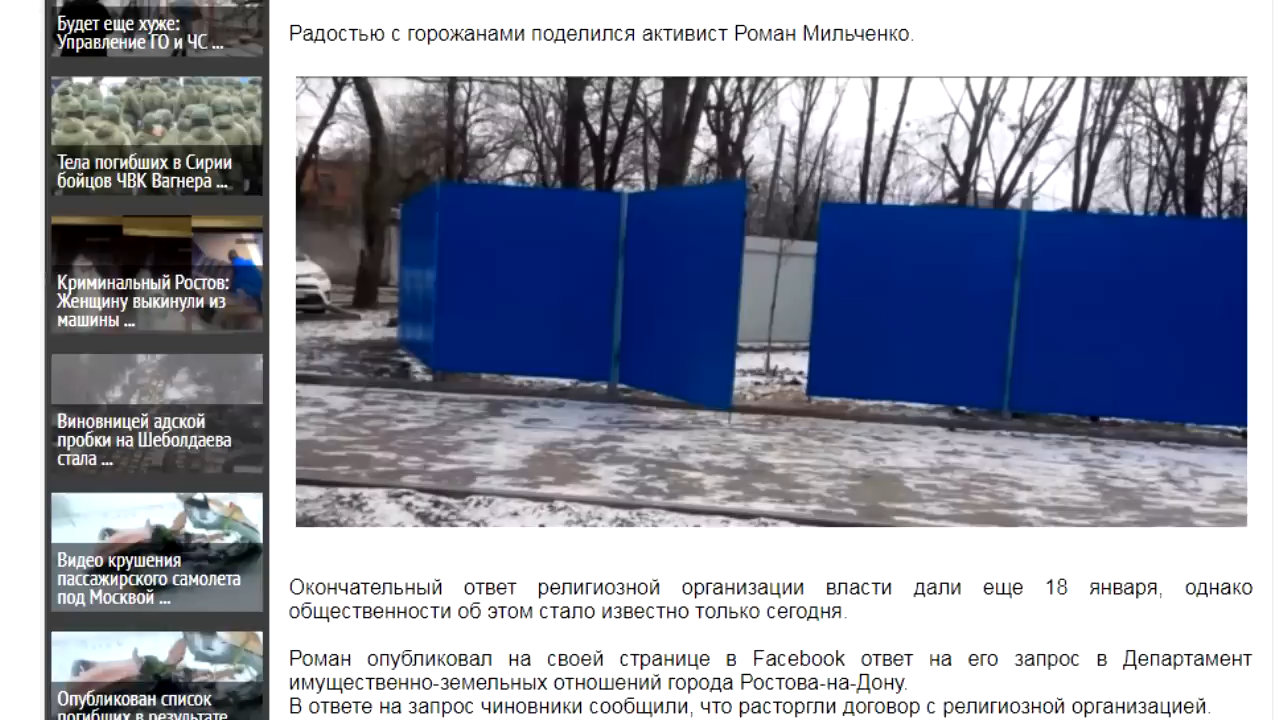 Будет еще хуже:
Управление ГО и ЧС ...
Тела погибших в Сирии
бойцов ЧВК Вагнера ...
Криминальный Ростов:
Женщину выкинули из
машины ...
Виновницей адской
пробки на Шеболдаева
стала ...
Видео крушения
пассажирского самолета
под Москвой ...
Опубликован список
погибших в результате
Радостью с горожанами поделился активист Роман Мильченко.
Окончательный ответ религиозной организации власти дали еще 18 января, однако
общественности об этом стало известно только сегодня.
Роман опубликовал на своей странице в Facebook ответ на его запрос в Департамент
имущественно-земельных отношений города Ростова-на-Дону.
В ответе на запрос чиновники сообщили, что расторгли договор с религиозной организацией.